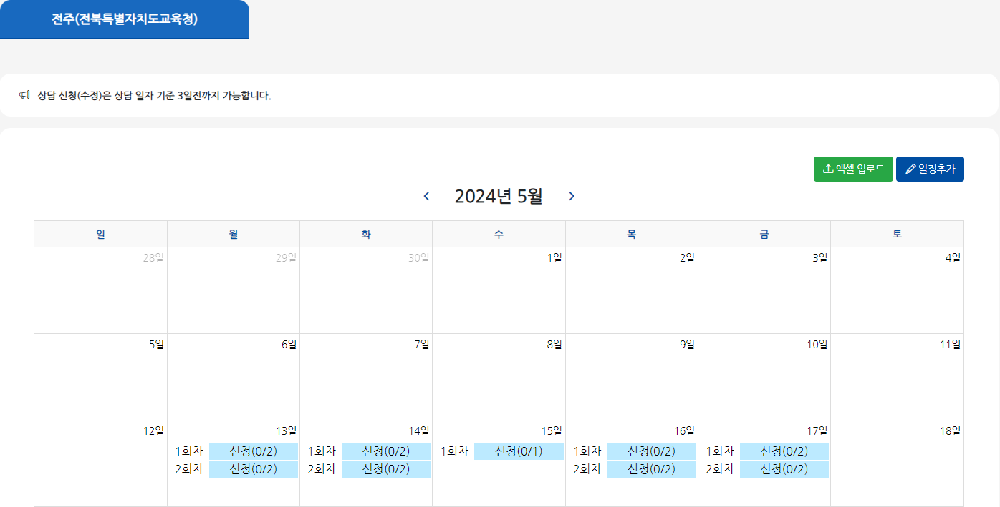 전주(전북특별자치도교육청)
상담 신청(수정)은 상담 일자 기준 3일전까지 가능합니다.
액셀 업로드 일정추가
2024년 5월
일 월 화 수 목 금 토
28일 29일 30일 1일 2일 3일 4일
5일 6일 7일 8일 9일 10일 11일
12일 13일 14일 15일 16일 17일 18일
1회차 신청(0/2) 1회차 신청(0/2) 1회차 신청(0/1) 1회차 신청(0/2) 1회차 신청(0/2)
2회차 신청(0/2) 2회차 신청(0/2) 2회차 신청(0/2) 2회차 신청(0/2)